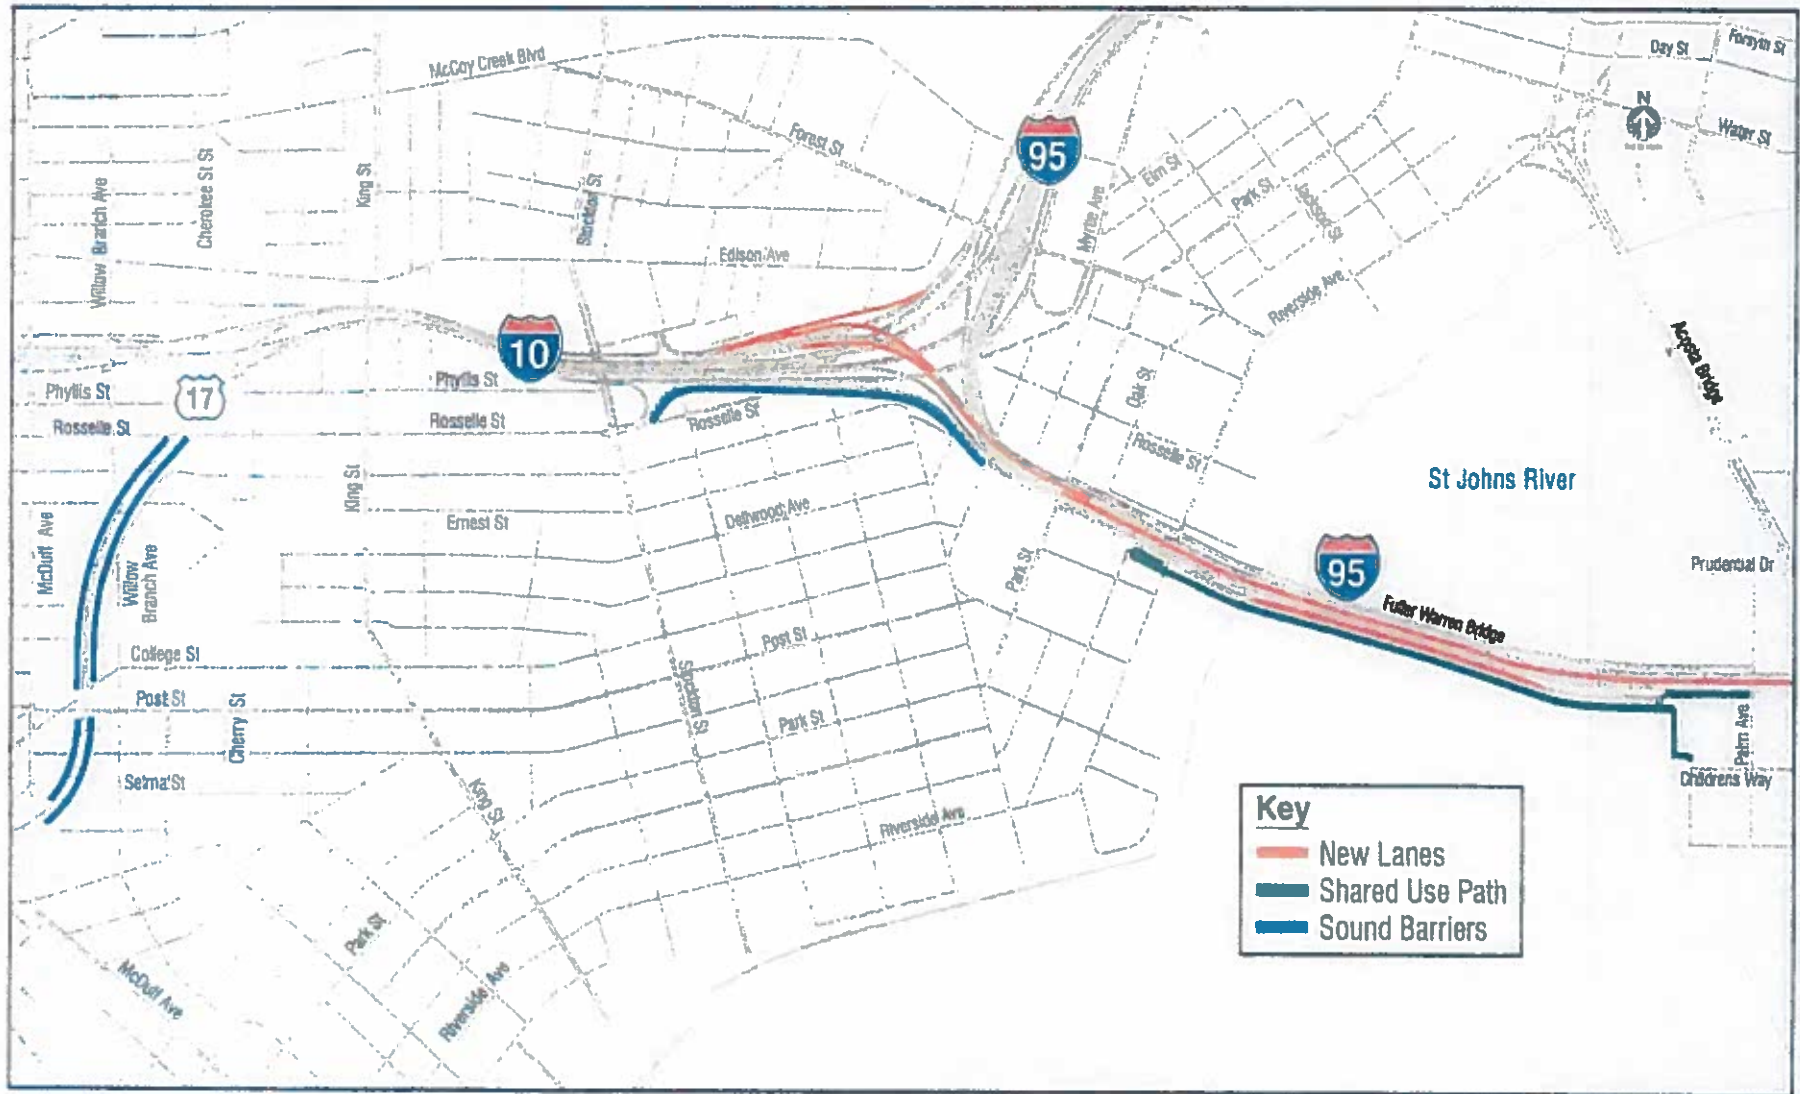 Day St
Forsyth St
McCoy Creek Blvd
N
Water St
Forest St
95
Elm St
Park St
Jackson St
Willow Branch Ave
Cherokee St St
King St
Stockton St
Myrtle Ave
Edison Ave
Riverside Ave
10
Acosta Bridge
Phyllis St
17
Phyllis St
Oak St
Rosselle St
Rosselle St
Rosselle St
Rosselle St
St Johns River
King St
Ernest St
Dellwood Ave
McDuff Ave
Willow
Branch Ave
Park St
95
Prudential Dr
Fuller Warren Bridge
College St
Post St
Post St
Cherry St
Stockton St
Park St
Palm Ave
Selma St
King St
Childrens Way
Riverside Ave
Key
New Lanes
Shared Use Path
Sound Barriers
Park St
McDuff Ave
Riverside Ave